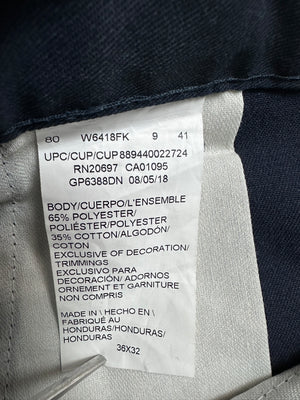 80 W6418FK 9 41
UPC/CUP/CUP889440022724
RN20697 CA01095
GP6388DN 08/05/18
BODY/CUERPO/L'ENSEMBLE
65% POLYESTER/
POLIÉSTER/POLYESTER
35% COTTON/ALGODÓN/
COTON
EXCLUSIVE OF DECORATION/
TRIMMINGS
EXCLUSIVO PARA
DECORACIÓN/ ADORNOS
ORNEMENT ET GARNITURE
NON COMPRIS
MADE IN \ HECHO EN \
FABRIQUÉ AU
HONDURAS/HONDURAS/
HONDURAS
36X32